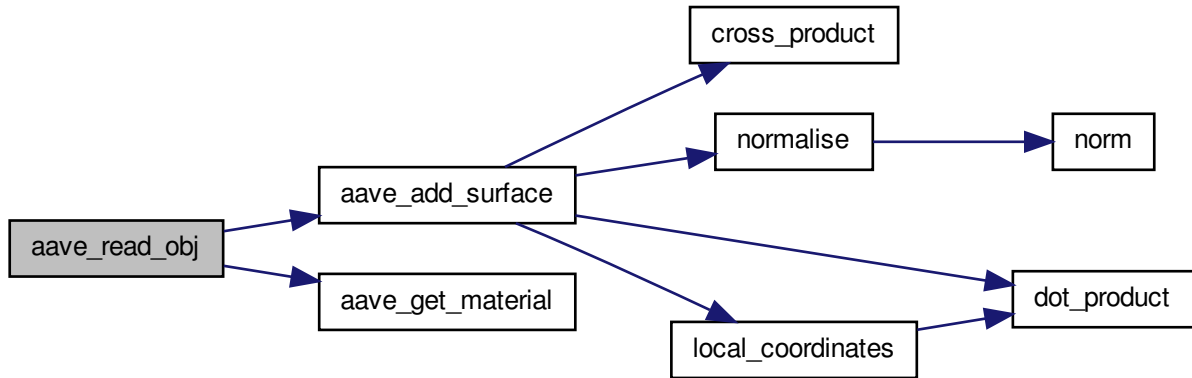 cross_product
normalise
norm
aave_add_surface
aave_read_obj
aave_get_material
dot_product
local_coordinates